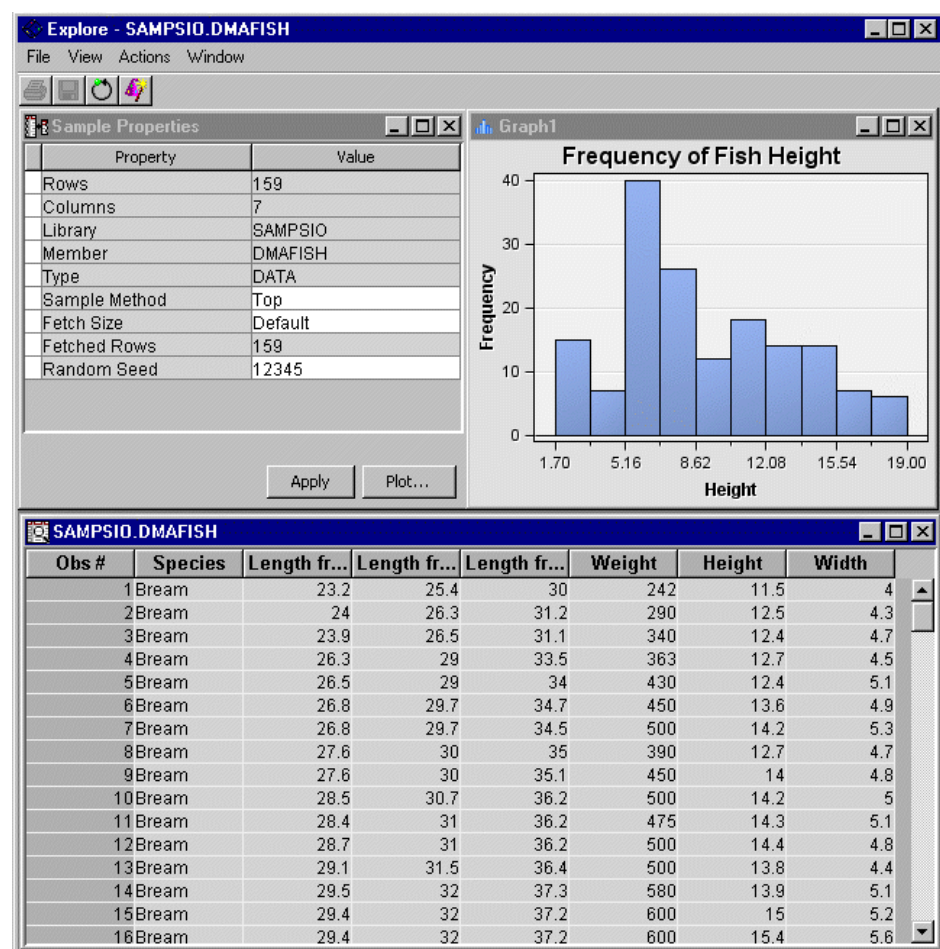 Explore - SAMPSIO.DMAFISH
File View Actions Window
Sample Properties
Property Value
Rows 159
Columns 7
Library SAMPSIO
Member DMAFISH
Type DATA
Sample Method Top
Fetch Size Default
Fetched Rows 159
Random Seed 12345
Apply Plot...
Graph1
Frequency of Fish Height
Frequency
40
30
20
10
0
1.70 5.16 8.62 12.08 15.54 19.00
Height
SAMPSIO.DMAFISH
Obs # Species Length fr... Length fr... Length fr... Weight Height Width
1 Bream 23.2 25.4 30 242 11.5 4
2 Bream 24 26.3 31.2 290 12.5 4.3
3 Bream 23.9 26.5 31.1 340 12.4 4.7
4 Bream 26.3 29 33.5 363 12.7 4.5
5 Bream 26.5 29 34 430 12.4 5.1
6 Bream 26.8 29.7 34.7 450 13.6 4.9
7 Bream 26.8 29.7 34.5 500 14.2 5.3
8 Bream 27.6 30 35 390 12.7 4.7
9 Bream 27.6 30 35.1 450 14 4.8
10 Bream 28.5 30.7 36.2 500 14.2 5
11 Bream 28.4 31 36.2 475 14.3 5.1
12 Bream 28.7 31 36.2 500 14.4 4.8
13 Bream 29.1 31.5 36.4 500 13.8 4.4
14 Bream 29.5 32 37.3 580 13.9 5.1
15 Bream 29.4 32 37.2 600 15 5.2
16 Bream 29.4 32 37.2 600 15.4 5.6